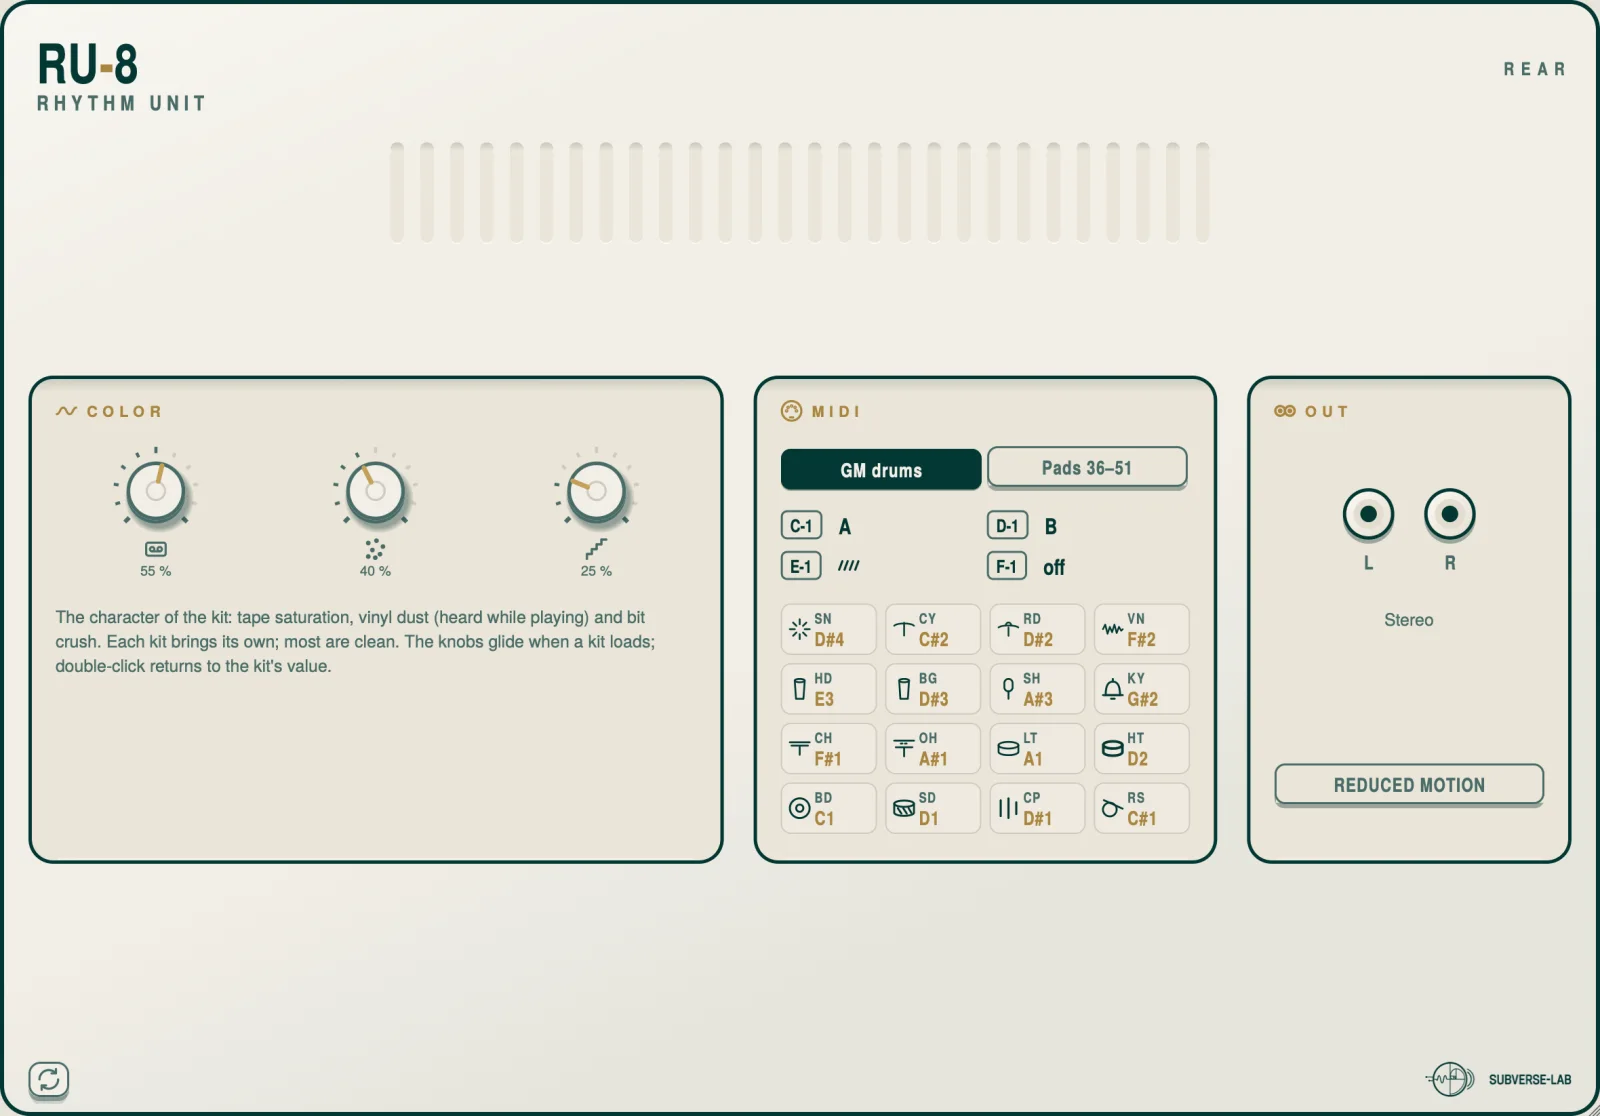 RU-8
RHYTHM UNIT
REAR
COLOR
55 %
40 %
25 %
The character of the kit: tape saturation, vinyl dust (heard while playing) and bit
crush. Each kit brings its own; most are clean. The knobs glide when a kit loads;
double-click returns to the kit's value.
MIDI
GM drums
Pads 36–51
C-1 A
D-1 B
E-1 ////
F-1 off
SN D#4
CY C#2
RD D#2
VN F#2
HD E3
BG D#3
SH A#3
KY G#2
CH F#1
OH A#1
LT A1
HT D2
BD C1
SD D1
CP D#1
RS C#1
OUT
L
R
Stereo
REDUCED MOTION
SUBVERSE-LAB